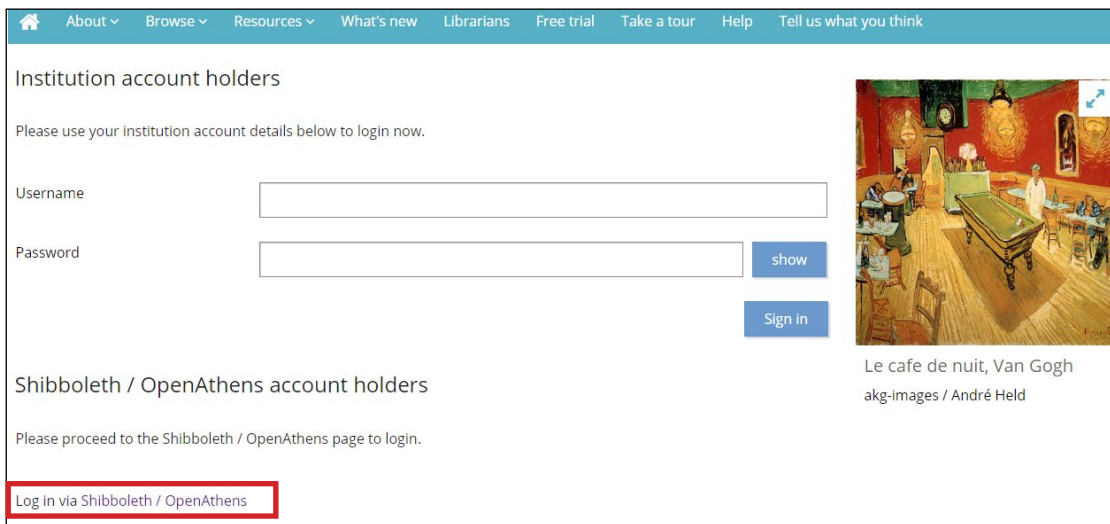 About Browse Resources What's new Librarians Free trial Take a tour Help Tell us what you think
Institution account holders
Please use your institution account details below to login now.
Username
Password
show
Sign in
Le cafe de nuit, Van Gogh
akg-images / André Held
Shibboleth / OpenAthens account holders
Please proceed to the Shibboleth / OpenAthens page to login.
Log in via Shibboleth / OpenAthens